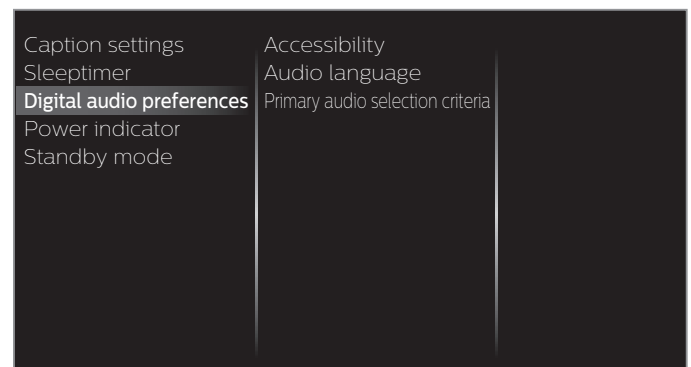 Caption settings
Sleeptimer
Digital audio preferences
Power indicator
Standby mode
Accessibility
Audio language
Primary audio selection criteria